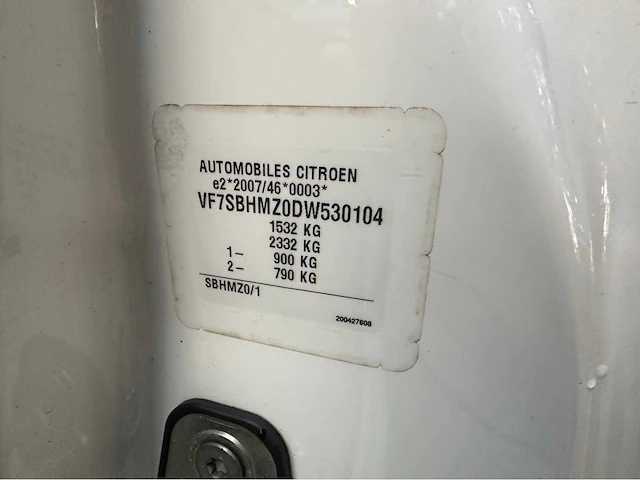 AUTOMOBILES CITROEN
e2*2007/46*0003*
VF7SBHMZ0DW530104
1532 KG
2332 KG
1– 900 KG
2– 790 KG
SBHMZ0/1
200427608